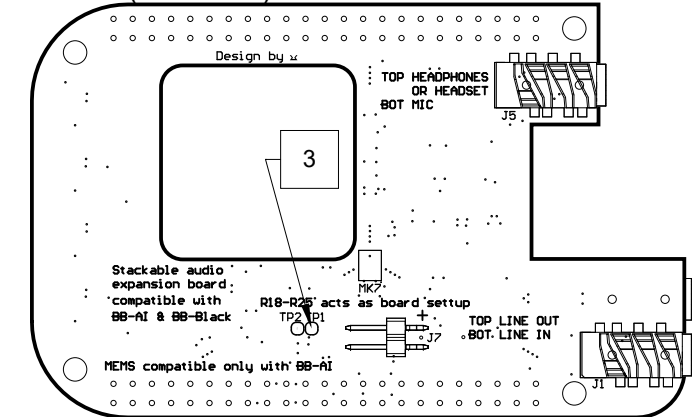 Design by
TOP HEADPHONES
OR HEADSET
BOT MIC
J5
3
Stackable audio
expansion board
compatible with
BB-AI & BB-Black
MK7
R18-R25 acts as board setup
TP2 TP1
+
J7
TOP LINE OUT
BOT LINE IN
J1
MEMS compatible only with BB-AI